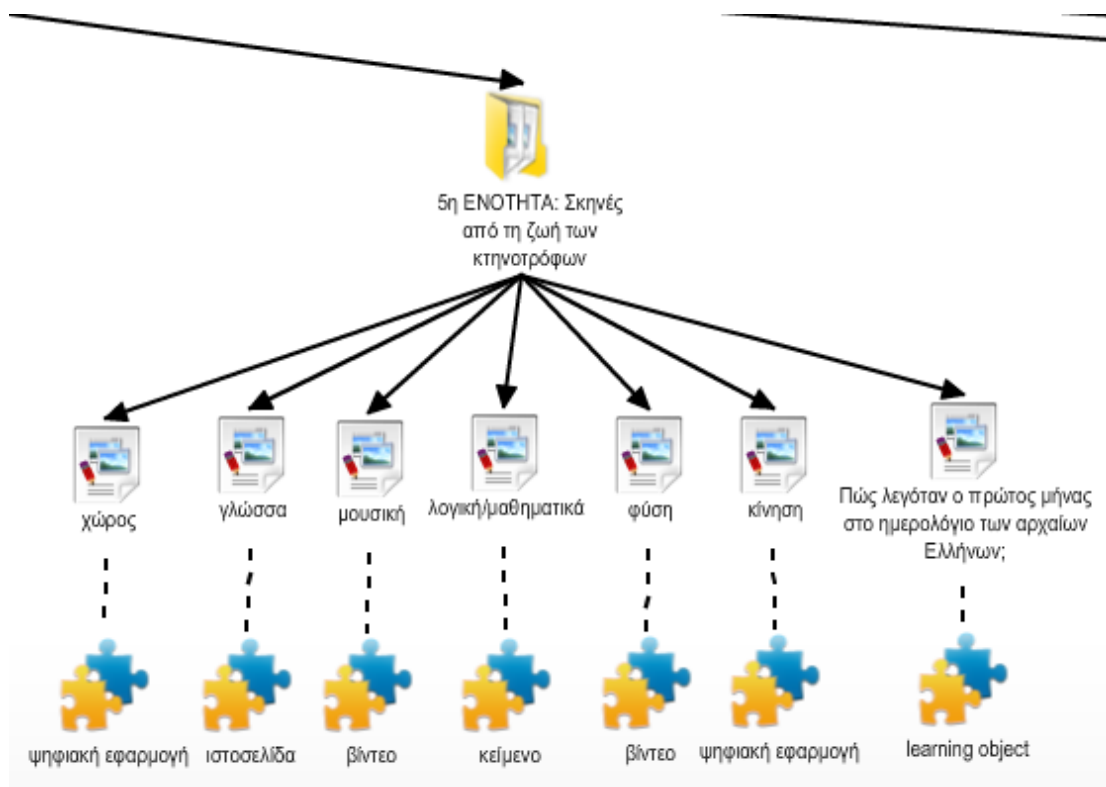 5η ΕΝΟΤΗΤΑ: Σκηνές
από τη ζωή των
κτηνοτρόφων
χώρος
γλώσσα
μουσική
λογική/μαθηματικά
φύση
κίνηση
Πώς λεγόταν ο πρώτος μήνας
στο ημερολόγιο των αρχαίων
Ελλήνων;
ψηφιακή εφαρμογή
ιστοσελίδα
βίντεο
κείμενο
βίντεο
ψηφιακή εφαρμογή
learning object